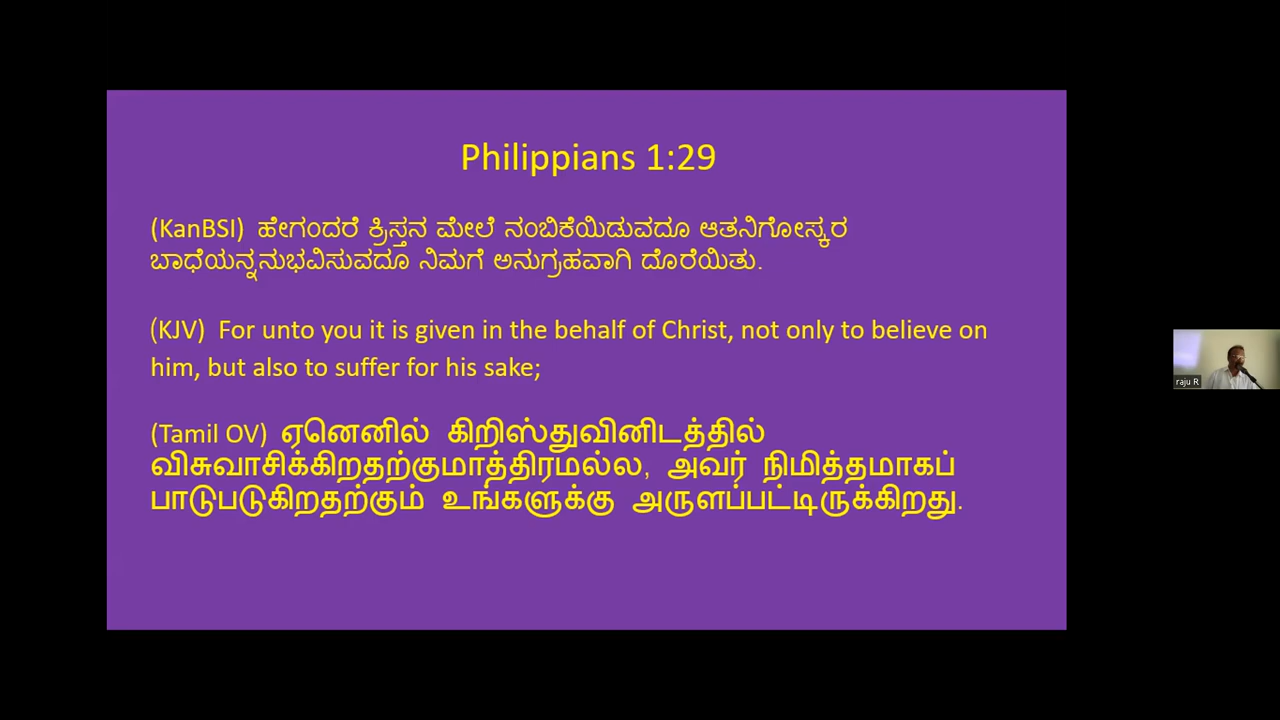 Philippians 1:29
(KanBSI) ಹೇಗಂದರೆ ಕ್ರಿಸ್ತನ ಮೇಲೆ ನಂಬಿಕೆಯಿಡುವದೂ ಆತನಿಗೋಸ್ಕರ
ಬಾಧೆಯನ್ನನುಭವಿಸುವದೂ ನಿಮಗೆ ಅನುಗ್ರಹವಾಗಿ ದೊರೆಯಿತು.
(KJV) For unto you it is given in the behalf of Christ, not only to believe on
him, but also to suffer for his sake;
(Tamil OV) ஏனெனில் கிறிஸ்துவினிடத்தில்
விசுவாசிக்கிறதற்குமாத்திரமல்ல, அவர் நிமித்தமாகப்
பாடுபடுகிறதற்கும் உங்களுக்கு அருளப்பட்டிருக்கிறது.
raju R